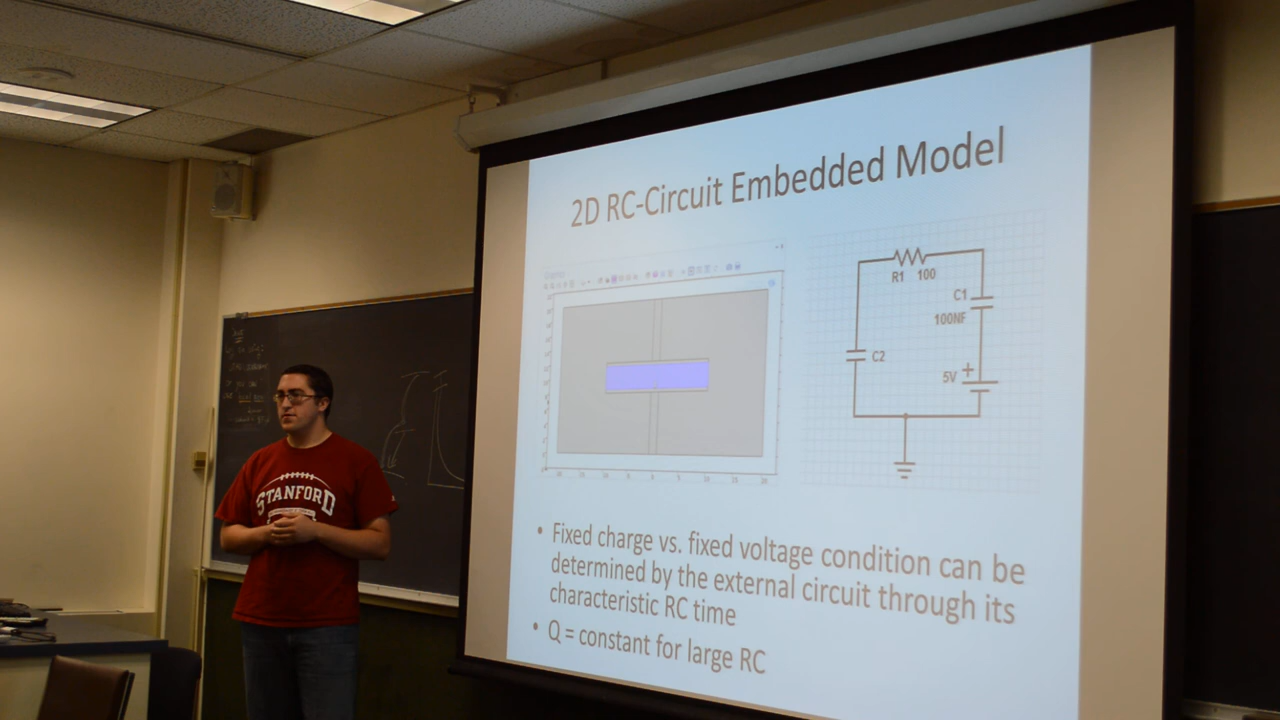 2D RC-Circuit Embedded Model
R1 100
C1
100NF
C2
5V
+
• Fixed charge vs. fixed voltage condition can be
determined by the external circuit through its
characteristic RC time
• Q = constant for large RC
STANFORD